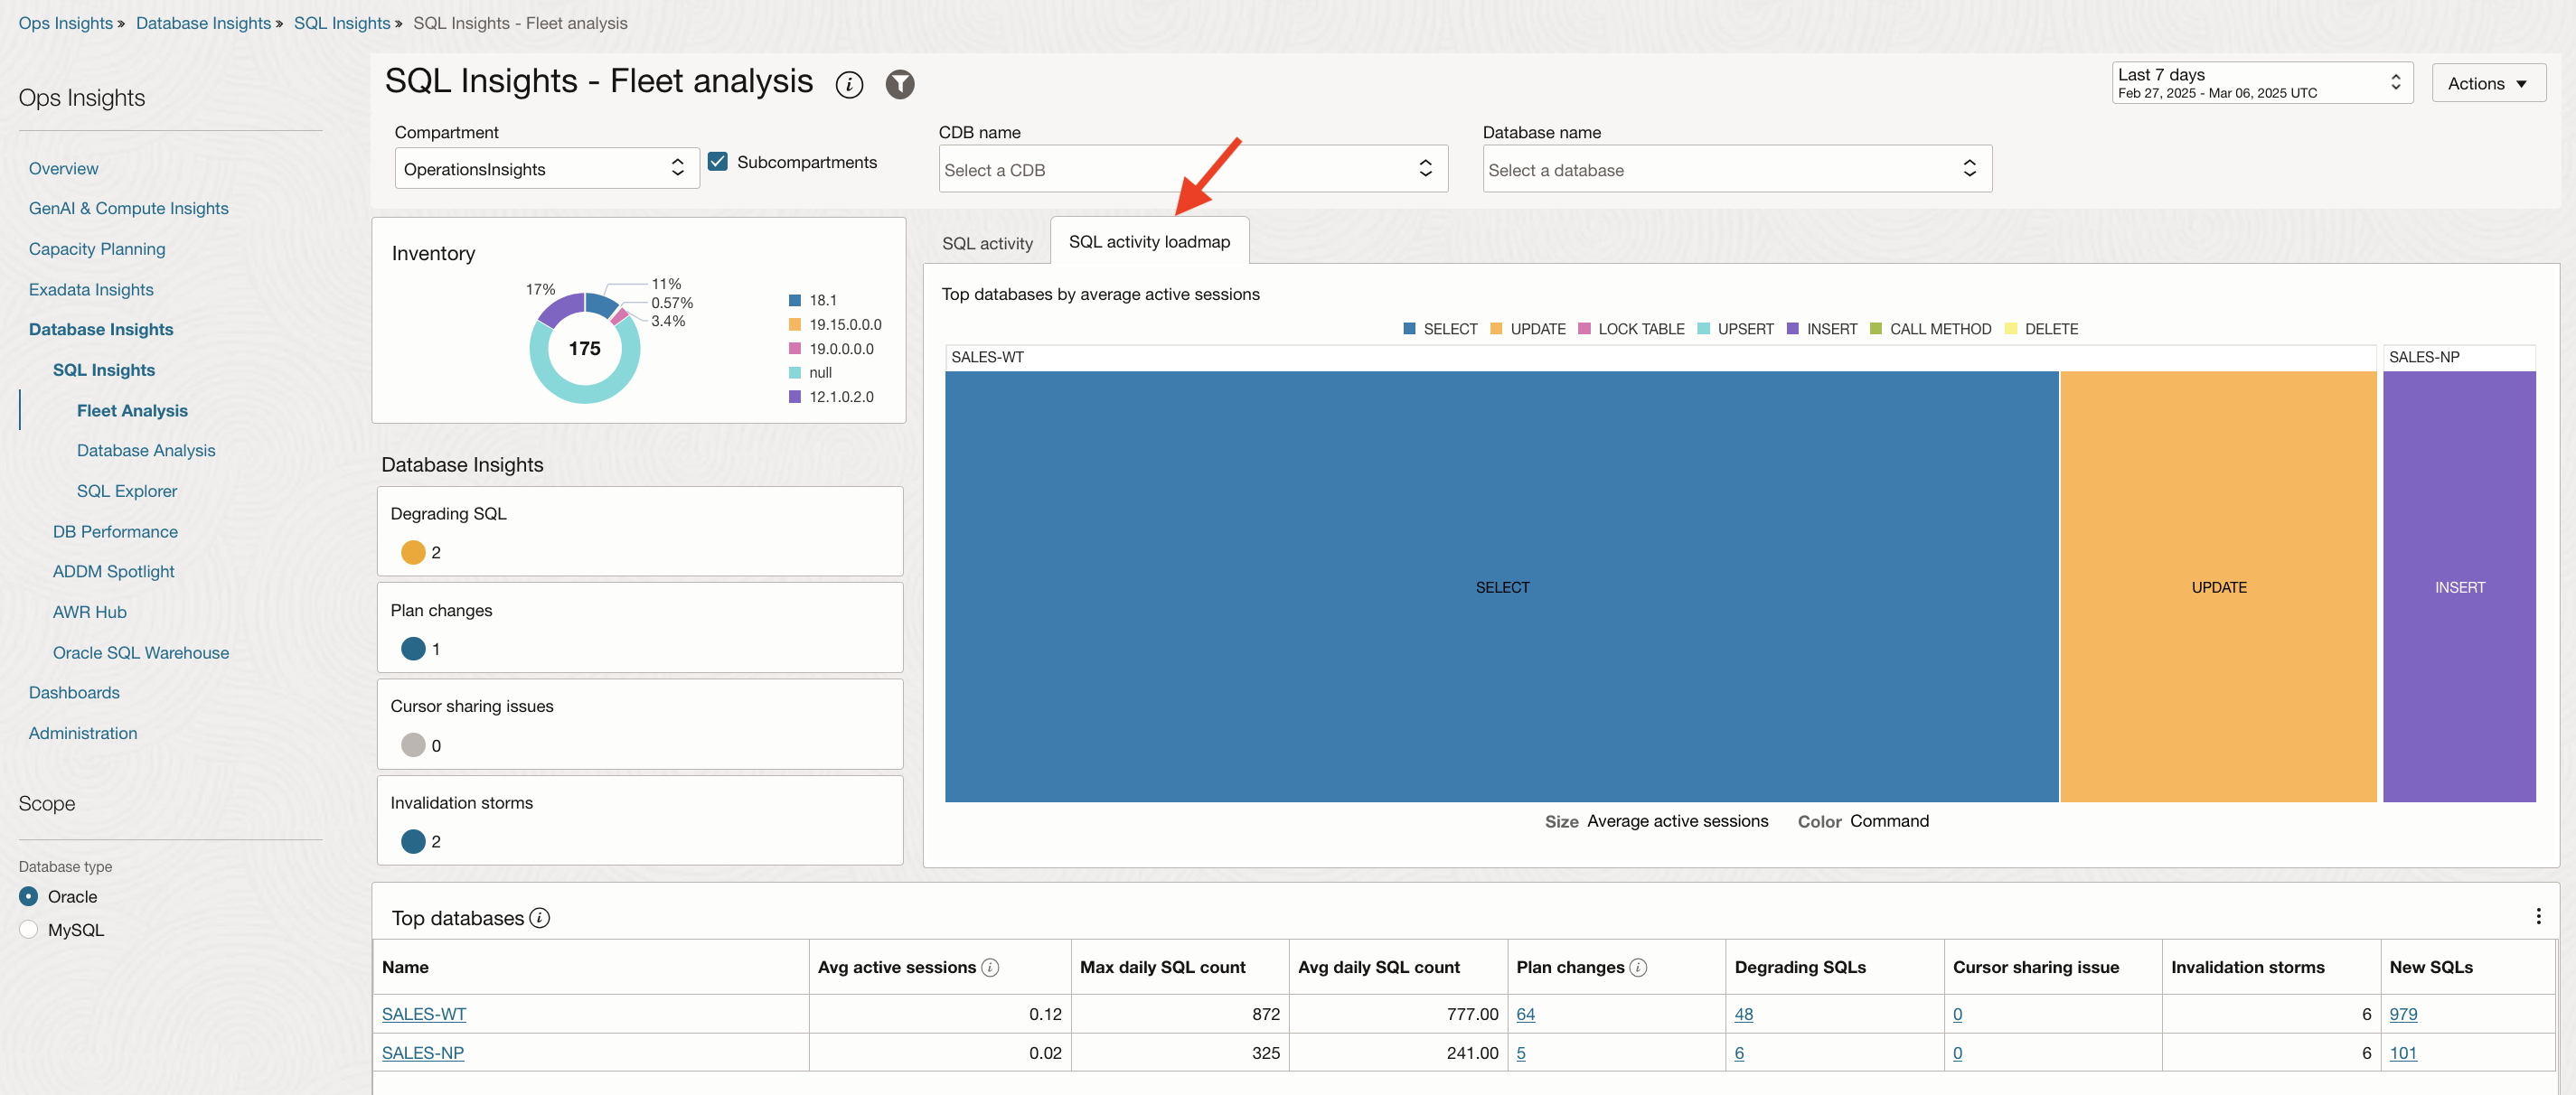 Ops Insights » Database Insights » SQL Insights » SQL Insights - Fleet analysis
Ops Insights
Overview
GenAI & Compute Insights
Capacity Planning
Exadata Insights
Database Insights
SQL Insights
Fleet Analysis
Database Analysis
SQL Explorer
DB Performance
ADDM Spotlight
AWR Hub
Oracle SQL Warehouse
Dashboards
Administration
Scope
Database type
Oracle
MySQL
SQL Insights - Fleet analysis
Last 7 days
Feb 27, 2025 - Mar 06, 2025 UTC
Actions
Compartment
OperationsInsights
Subcompartments
CDB name
Select a CDB
Database name
Select a database
Inventory
17%
11%
0.57%
3.4%
175
18.1
19.15.0.0.0
19.0.0.0.0
null
12.1.0.2.0
Database Insights
Degrading SQL
2
Plan changes
1
Cursor sharing issues
0
Invalidation storms
2
SQL activity SQL activity loadmap
Top databases by average active sessions
SELECT UPDATE LOCK TABLE UPSERT INSERT CALL METHOD DELETE
SALES-WT SALES-NP
SELECT UPDATE INSERT
Size Average active sessions Color Command
Top databases
Name Avg active sessions Max daily SQL count Avg daily SQL count Plan changes Degrading SQLs Cursor sharing issue Invalidation storms New SQLs
SALES-WT 0.12 872 777.00 64 48 0 6 979
SALES-NP 0.02 325 241.00 5 6 0 6 101